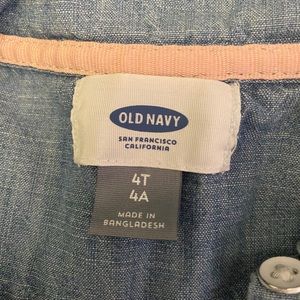 OLD NAVY
SAN FRANCISCO
CALIFORNIA
4T
4A
MADE IN
BANGLADESH